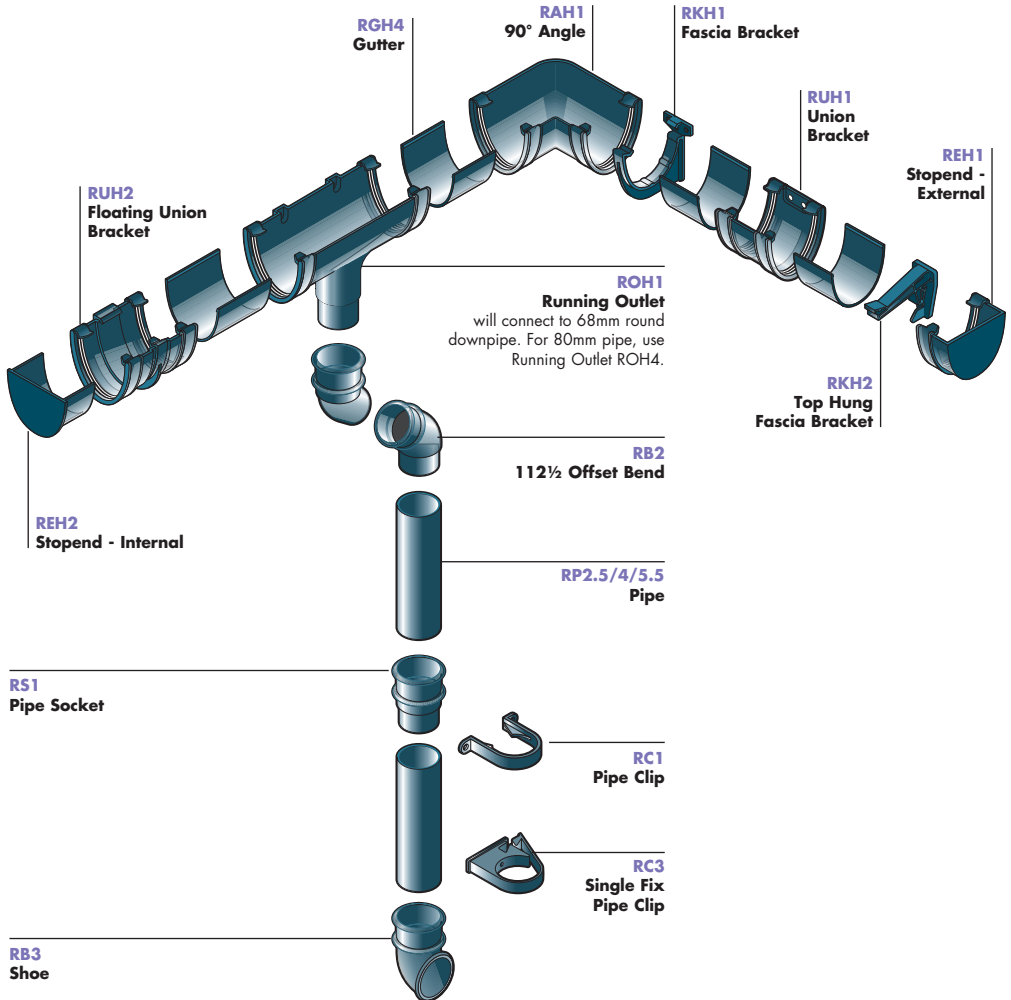 RGH4
Gutter
RAH1
90° Angle
RKH1
Fascia Bracket
RUH1
Union
Bracket
REH1
Stopend -
External
RUH2
Floating Union
Bracket
ROH1
Running Outlet
will connect to 68mm round
downpipe. For 80mm pipe, use
Running Outlet ROH4.
RKH2
Top Hung
Fascia Bracket
RB2
112½ Offset Bend
REH2
Stopend - Internal
RP2.5/4/5.5
Pipe
RS1
Pipe Socket
RC1
Pipe Clip
RC3
Single Fix
Pipe Clip
RB3
Shoe